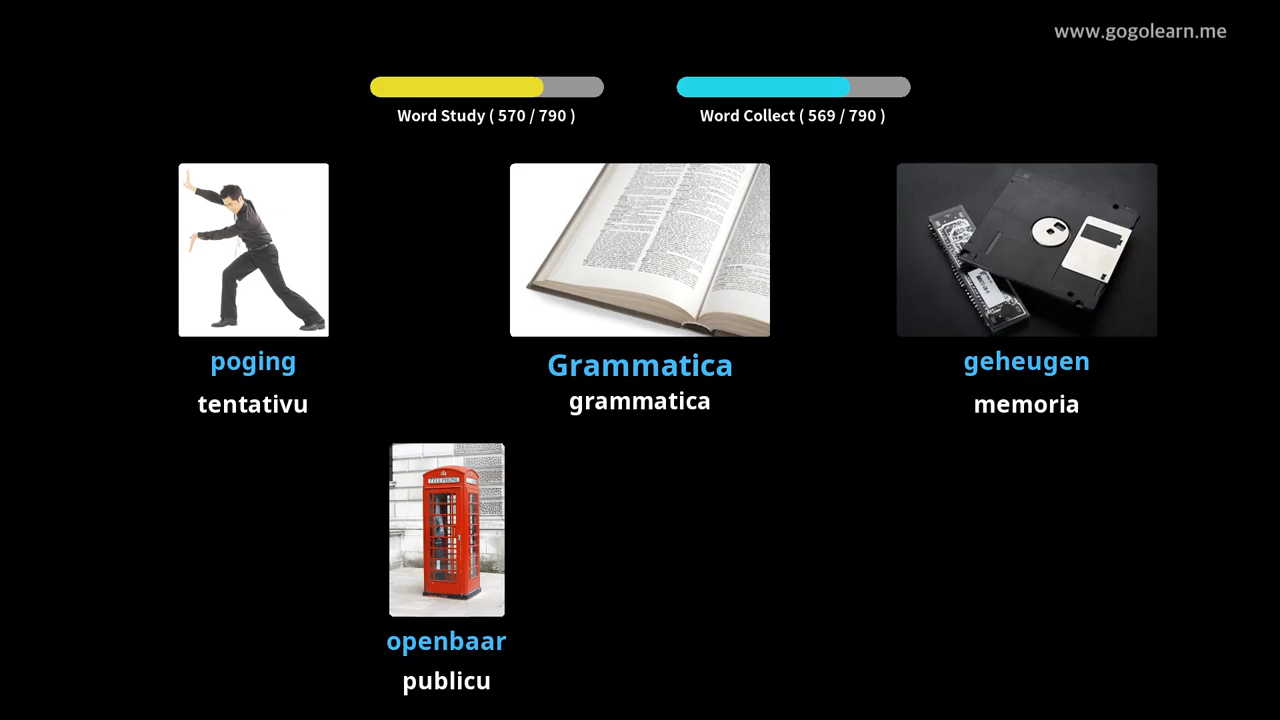 www.gogolearn.me
Word Study ( 570 / 790 )
Word Collect ( 569 / 790 )
poging
tentativu
Grammatica
grammatica
geheugen
memoria
TELEPHONE
openbaar
publicu